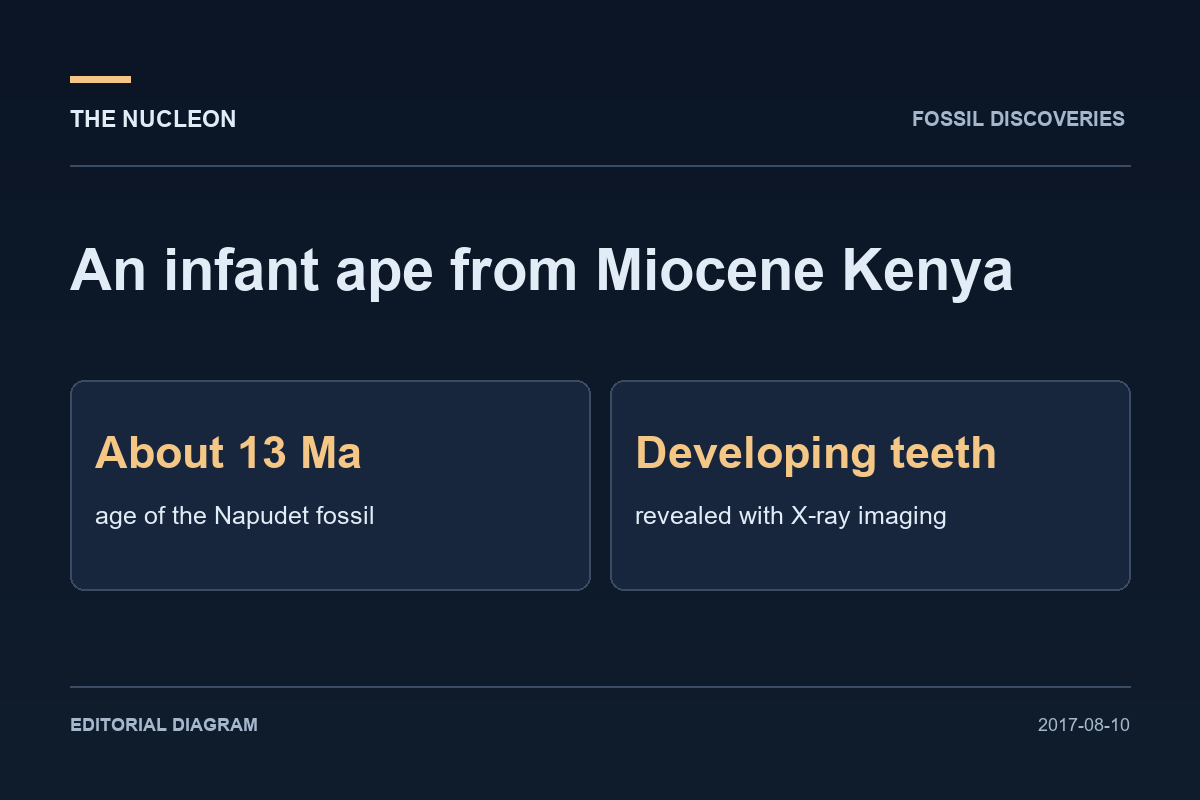 THE NUCLEON
FOSSIL DISCOVERIES
An infant ape from Miocene Kenya
About 13 Ma
age of the Napudet fossil
Developing teeth
revealed with X-ray imaging
EDITORIAL DIAGRAM
2017-08-10